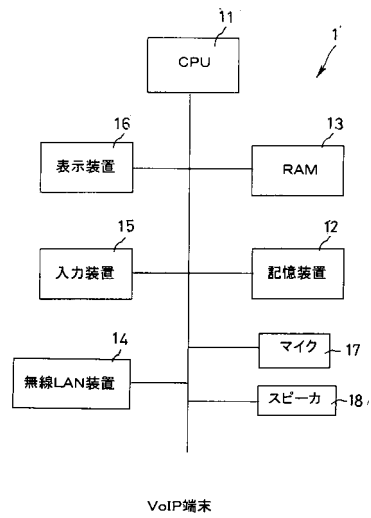 11
1
CPU
16
13
表示装置
RAM
15
12
入力装置
記憶装置
14
マイク
17
無線LAN装置
スピーカ
18
VoIP端末